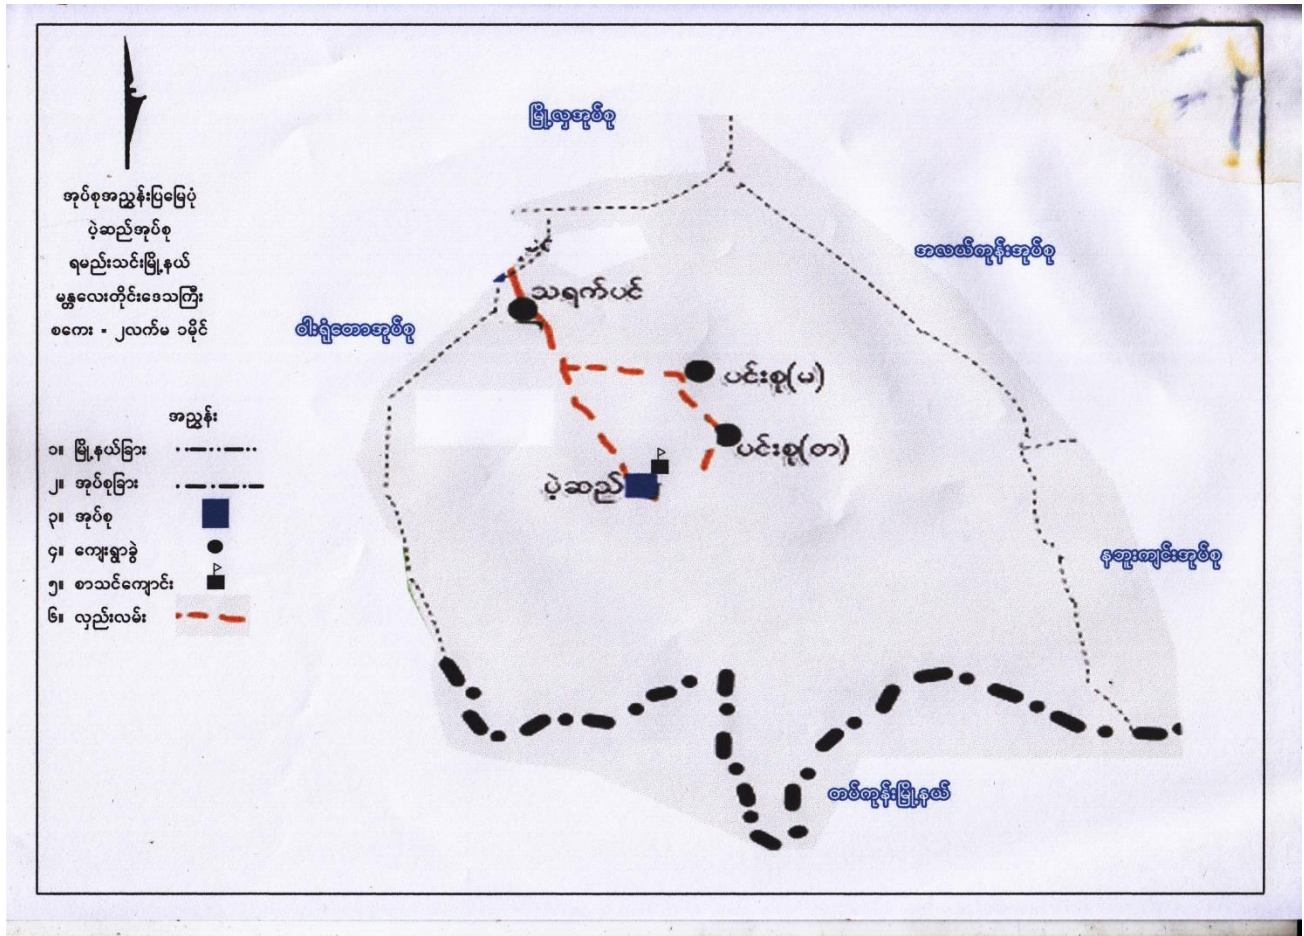 မြို့လှအုပ်စု
အုပ်စုအညွှန်းပြမြေပုံ
ပဲ့ဆည်အုပ်စု
ရမည်းသင်းမြို့နယ်
မန္တလေးတိုင်းဒေသကြီး
စကေး - ၂လက်မ ၁မိုင်
အလယ်ကုန်းအုပ်စု
သရက်ပင်
ဝါးရုံတောအုပ်စု
ပင်းစု(မ)
ပင်းစု(တ)
ပဲ့ဆည်
အညွှန်း
၁။ မြို့နယ်ခြား
၂။ အုပ်စုခြား
၃။ အုပ်စု
၄။ ကျေးရွာခွဲ
၅။ စာသင်ကျောင်း
၆။ လှည်းလမ်း
နဘူးကျင်းအုပ်စု
တပ်ကုန်းမြို့နယ်